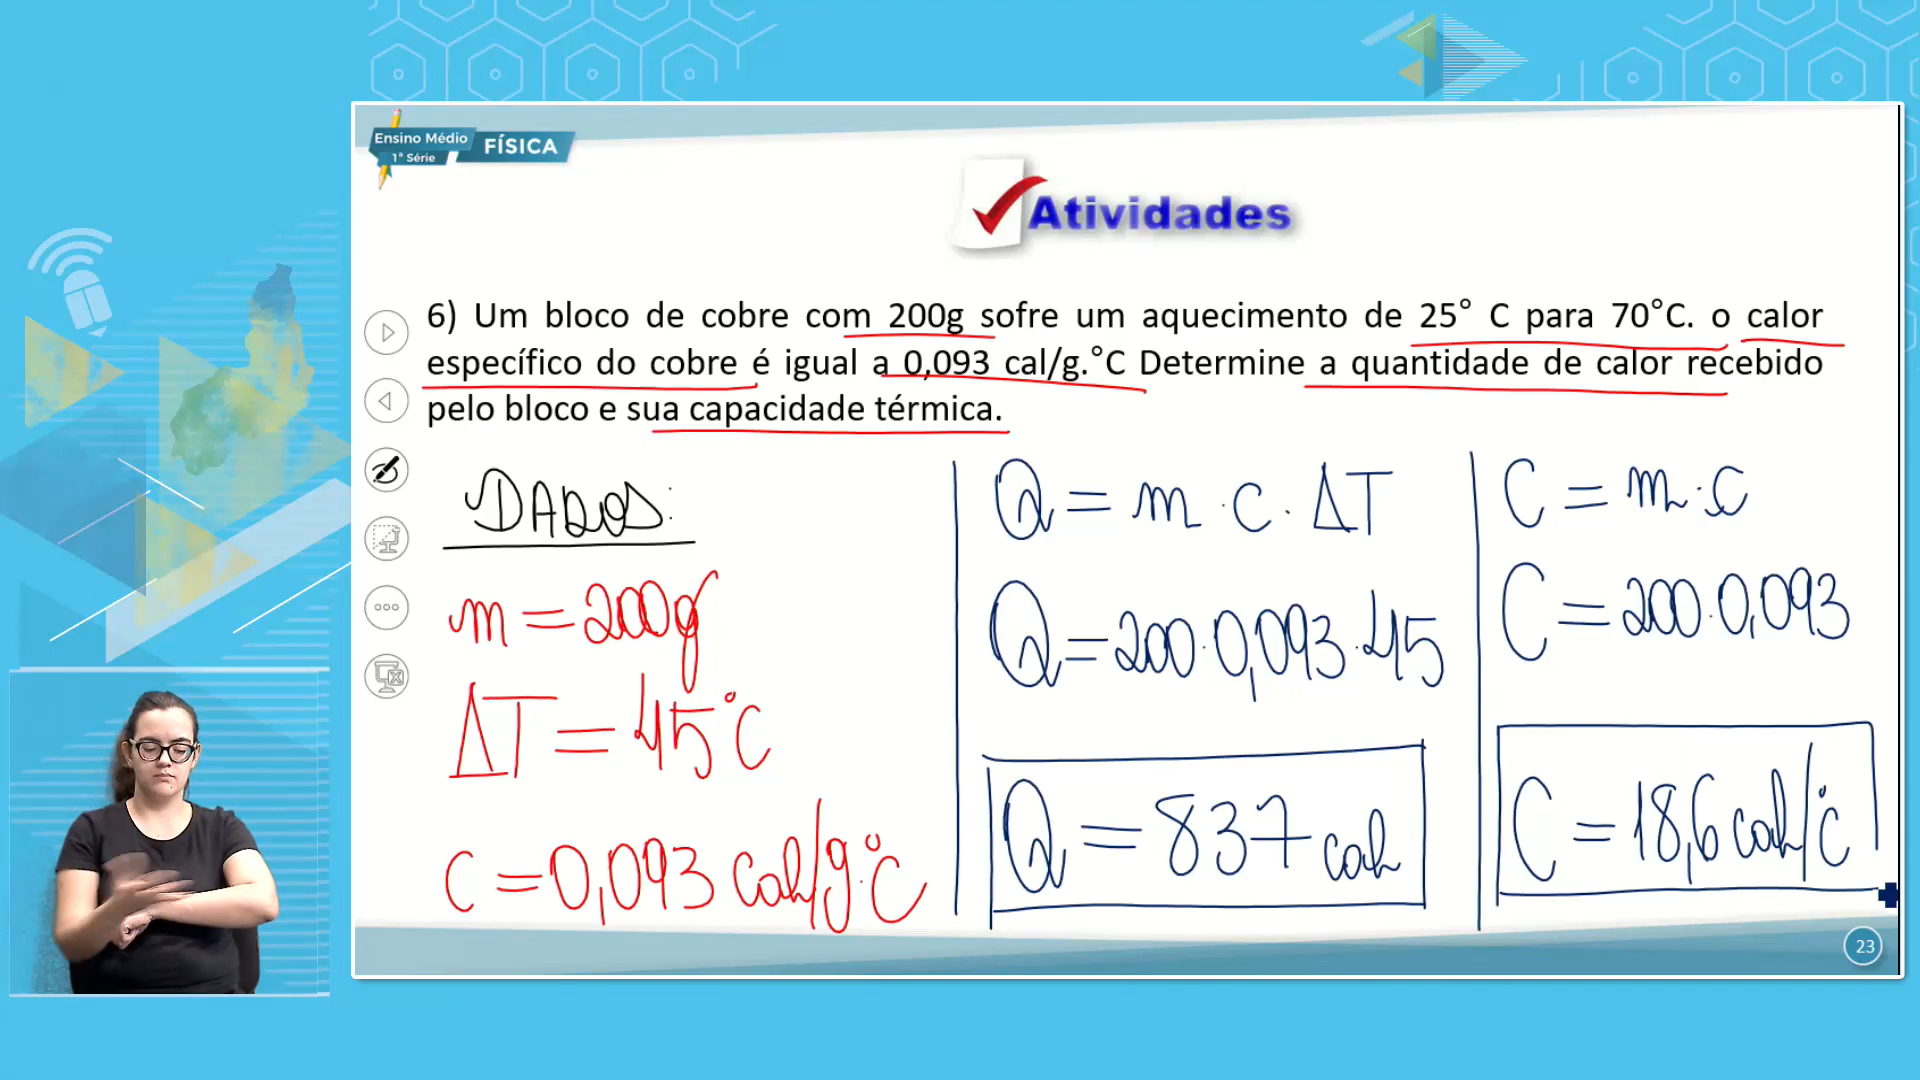 Ensino Médio
1ª Série
FÍSICA
Atividades
6) Um bloco de cobre com 200g sofre um aquecimento de 25° C para 70°C. o calor
específico do cobre é igual a 0,093 cal/g.°C Determine a quantidade de calor recebido
pelo bloco e sua capacidade térmica.
DADOS:
m = 200g
ΔT = 45°C
c = 0,093 cal/g.°C
Q = m . c . ΔT
Q = 200 . 0,093 . 45
Q = 837 cal
C = m . c
C = 200 . 0,093
C = 18,6 cal/°C
23